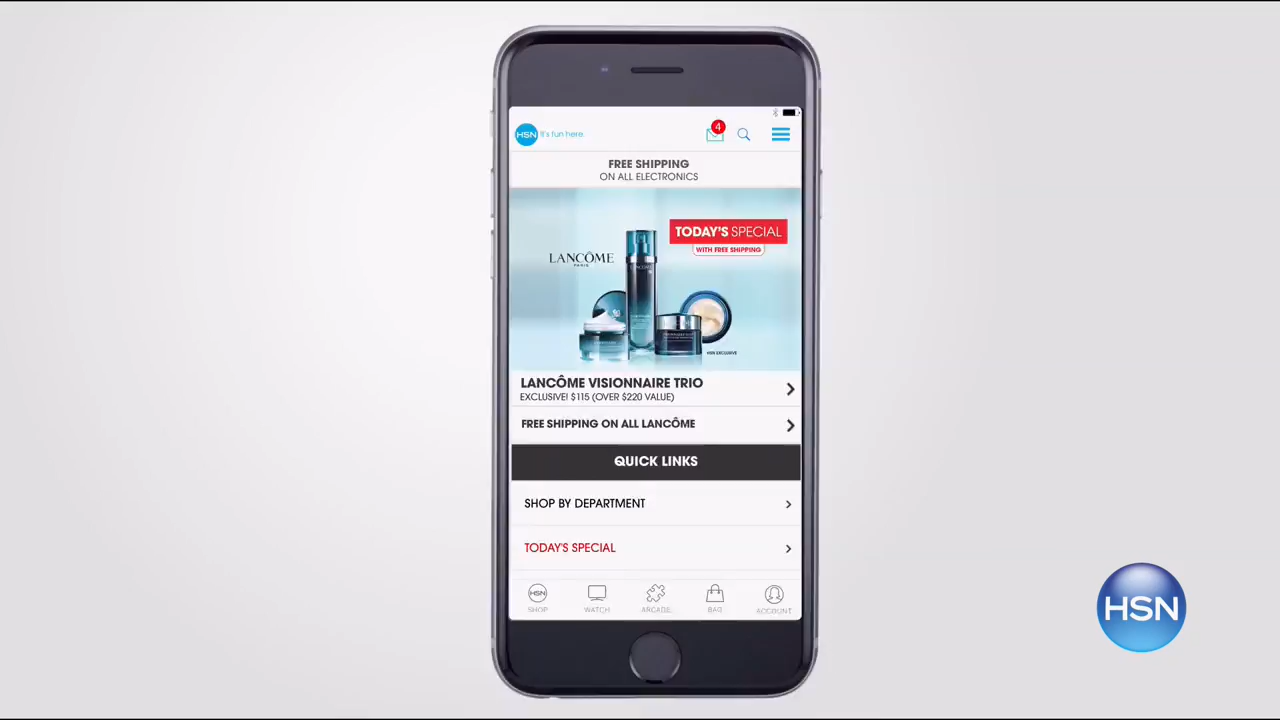 HSN it's fun here.
4
FREE SHIPPING
ON ALL ELECTRONICS
TODAY'S SPECIAL
WITH FREE SHIPPING
LANCÔME
PARIS
HSN EXCLUSIVE
LANCÔME VISIONNAIRE TRIO
EXCLUSIVE! $115 (OVER $220 VALUE)
FREE SHIPPING ON ALL LANCÔME
QUICK LINKS
SHOP BY DEPARTMENT
TODAY'S SPECIAL
HSN
SHOP WATCH ARCADE BAG ACCOUNT
HSN